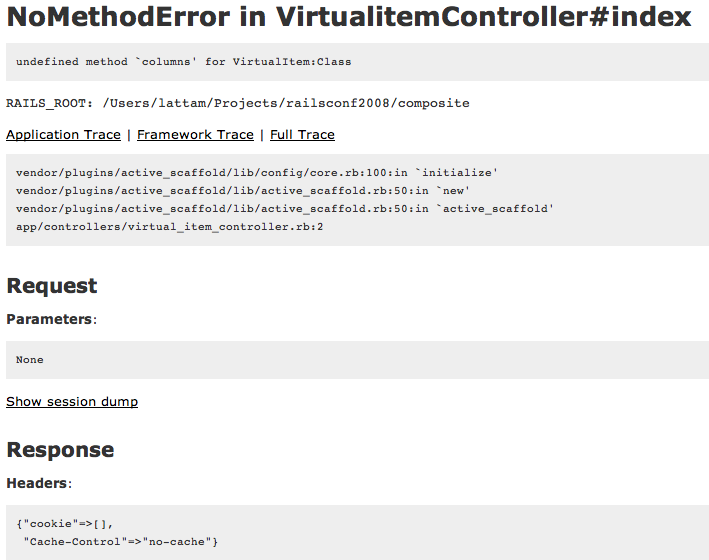 NoMethodError in VirtualitemController#index
undefined method `columns' for VirtualItem:Class
RAILS_ROOT: /Users/lattam/Projects/railsconf2008/composite
Application Trace | Framework Trace | Full Trace
vendor/plugins/active_scaffold/lib/config/core.rb:100:in `initialize'
vendor/plugins/active_scaffold/lib/active_scaffold.rb:50:in `new'
vendor/plugins/active_scaffold/lib/active_scaffold.rb:50:in `active_scaffold'
app/controllers/virtual_item_controller.rb:2
Request
Parameters:
None
Show session dump
Response
Headers:
{"cookie"=>[],
"Cache-Control"=>"no-cache"}